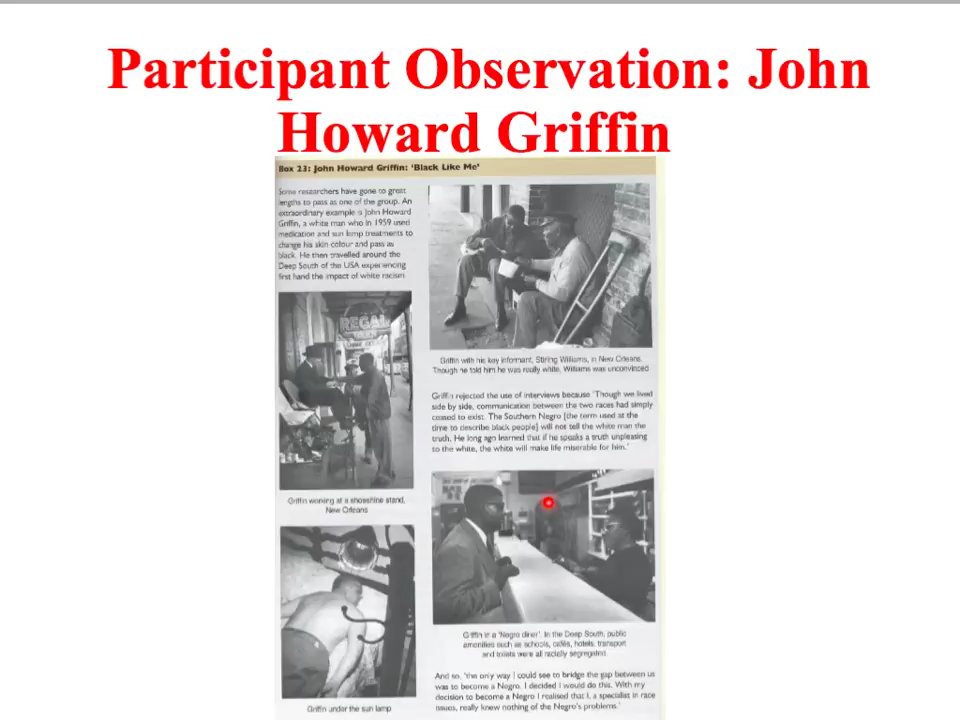 Participant Observation: John
Howard Griffin
Box 23: John Howard Griffin: 'Black Like Me'
Some researchers have gone to great
lengths to pass as one of the group. An
extraordinary example is John Howard
Griffin, a white man who in 1959 used
medication and sun lamp treatments to
change his skin colour and pass as
black. He then travelled around the
Deep South of the USA experiencing
first hand the impact of white racism
REGAL
Griffin working at a shoeshine stand,
New Orleans
Griffin under the sun lamp
Griffin with his key informant, Stirling Williams, in New Orleans.
Though he told him he was really white, Williams was unconvinced
Griffin rejected the use of interviews because 'Though we lived
side by side, communication between the two races had simply
ceased to exist. The Southern Negro [the term used at the
time to describe black people] will not tell the white man the
truth. He long ago learned that if he speaks a truth unpleasing
to the white, the white will make life miserable for him.'
Griffin in a 'Negro diner'. In the Deep South, public
amenities such as schools, cafés, hotels, transport
and toilets were all racially segregated.
And so, 'the only way I could see to bridge the gap between us
was to become a Negro. I decided I would do this. With my
decision to become a Negro I realised that I, a specialist in race
issues, really knew nothing of the Negro's problems.'